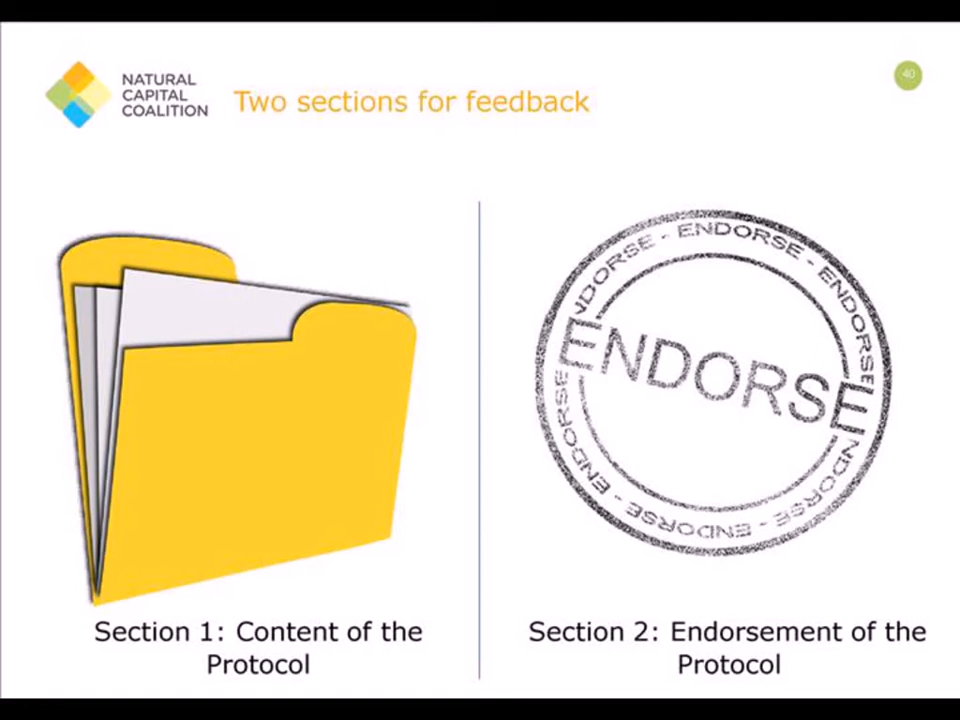 NATURAL
CAPITAL
COALITION
Two sections for feedback
40
ENDORSE - ENDORSE - ENDORSE - ENDORSE - ENDORSE - ENDORSE - ENDORSE
ENDORSE
Section 1: Content of the
Protocol
Section 2: Endorsement of the
Protocol